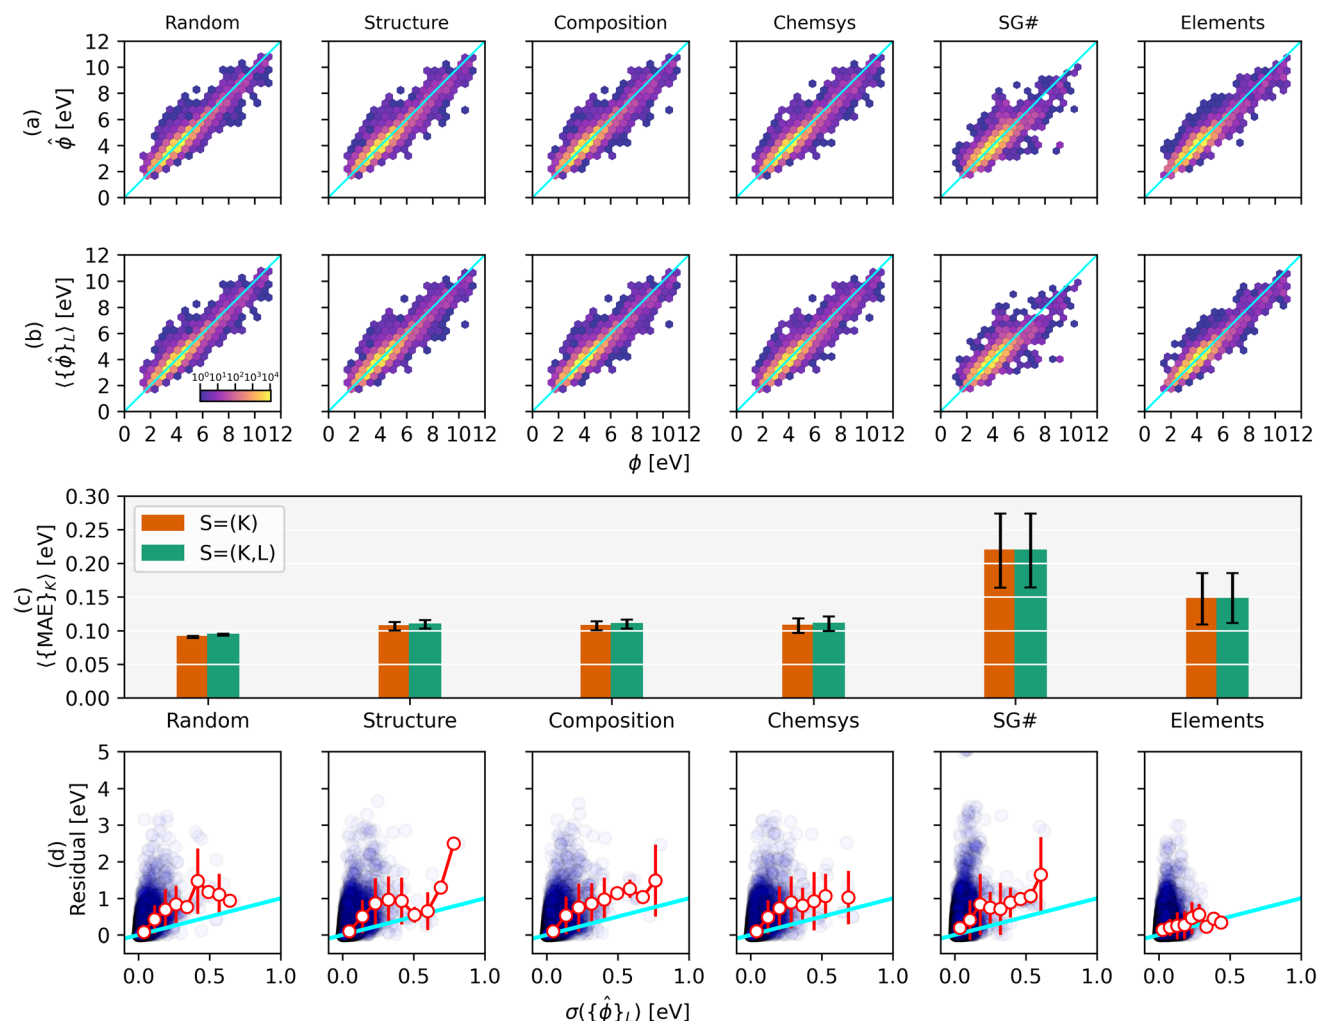 Random Structure Composition Chemsys SG# Elements
(a)
φ̂ [eV]
12
10
8
6
4
2
0
(b)
⟨{φ̂}_L⟩ [eV]
12
10
8
6
4
2
0
10⁰10¹10²10³10⁴
0 2 4 6 8 1012 0 2 4 6 8 1012 0 2 4 6 8 1012 0 2 4 6 8 1012 0 2 4 6 8 1012 0 2 4 6 8 1012
ϕ [eV]
(c)
⟨{MAE}_K⟩ [eV]
0.30
0.25
0.20
0.15
0.10
0.05
0.00
S=(K)
S=(K,L)
Random Structure Composition Chemsys SG# Elements
(d)
Residual [eV]
5
4
3
2
1
0
0.0 0.5 1.0 0.0 0.5 1.0 0.0 0.5 1.0 0.0 0.5 1.0 0.0 0.5 1.0 0.0 0.5 1.0
σ({φ̂}_L) [eV]